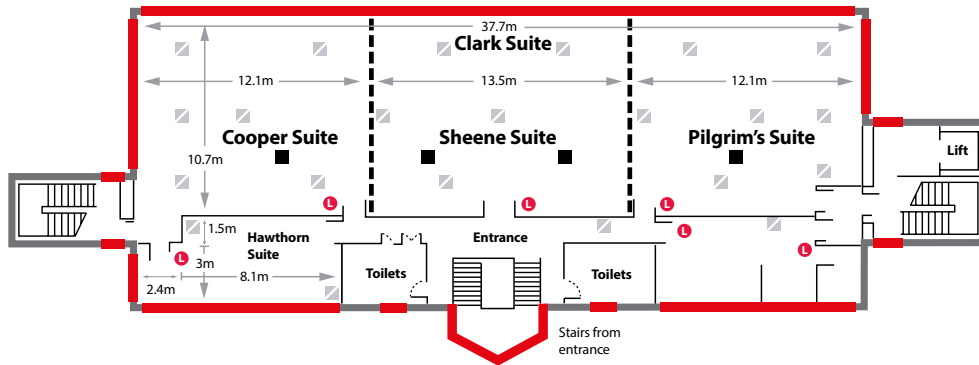 37.7m
Clark Suite
12.1m
13.5m
12.1m
Cooper Suite
Sheene Suite
Pilgrim's Suite
Lift
10.7m
L
L
L
1.5m
Hawthorn
Suite
Entrance
L
L
L
3m
8.1m
2.4m
Toilets
Toilets
Stairs from
entrance